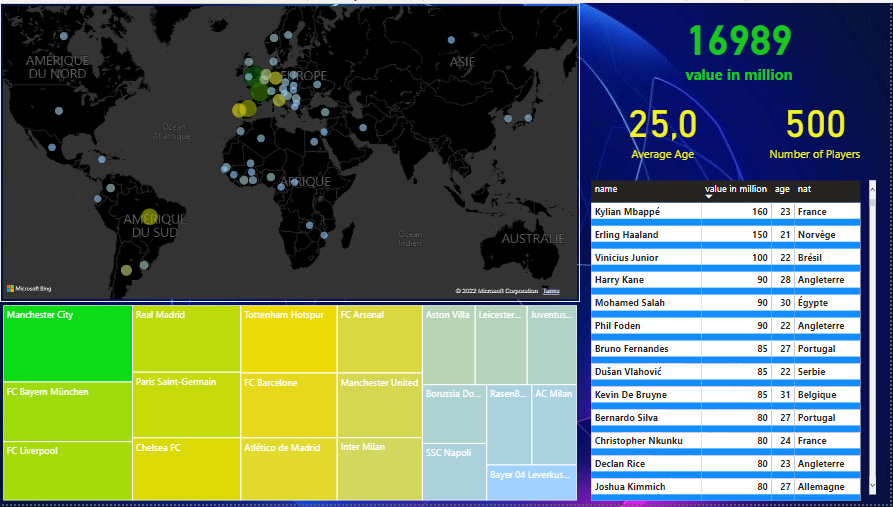 AMÉRIQUE
DU NORD
EUROPE
ASIE
Océan
Atlantique
AFRIQUE
AMÉRIQUE
DU SUD
Océan
Indien
AUSTRALIE
Microsoft Bing
© 2022 Microsoft Corporation Terms
16989
value in million
25,0
Average Age
500
Number of Players
name value in million age nat
Kylian Mbappé 160 23 France
Erling Haaland 150 21 Norvège
Vinicius Junior 100 22 Brésil
Harry Kane 90 28 Angleterre
Mohamed Salah 90 30 Égypte
Phil Foden 90 22 Angleterre
Bruno Fernandes 85 27 Portugal
Dušan Vlahović 85 22 Serbie
Kevin De Bruyne 85 31 Belgique
Bernardo Silva 80 27 Portugal
Christopher Nkunku 80 24 France
Declan Rice 80 23 Angleterre
Joshua Kimmich 80 27 Allemagne
Manchester City
FC Bayern München
FC Liverpool
Real Madrid
Paris Saint-Germain
Chelsea FC
Tottenham Hotspur
FC Barcelone
Atlético de Madrid
FC Arsenal
Manchester United
Inter Milan
Aston Villa
Leicester...
Juventus...
Borussia Do...
RasenB...
AC Milan
SSC Napoli
Bayer 04 Leverkus...